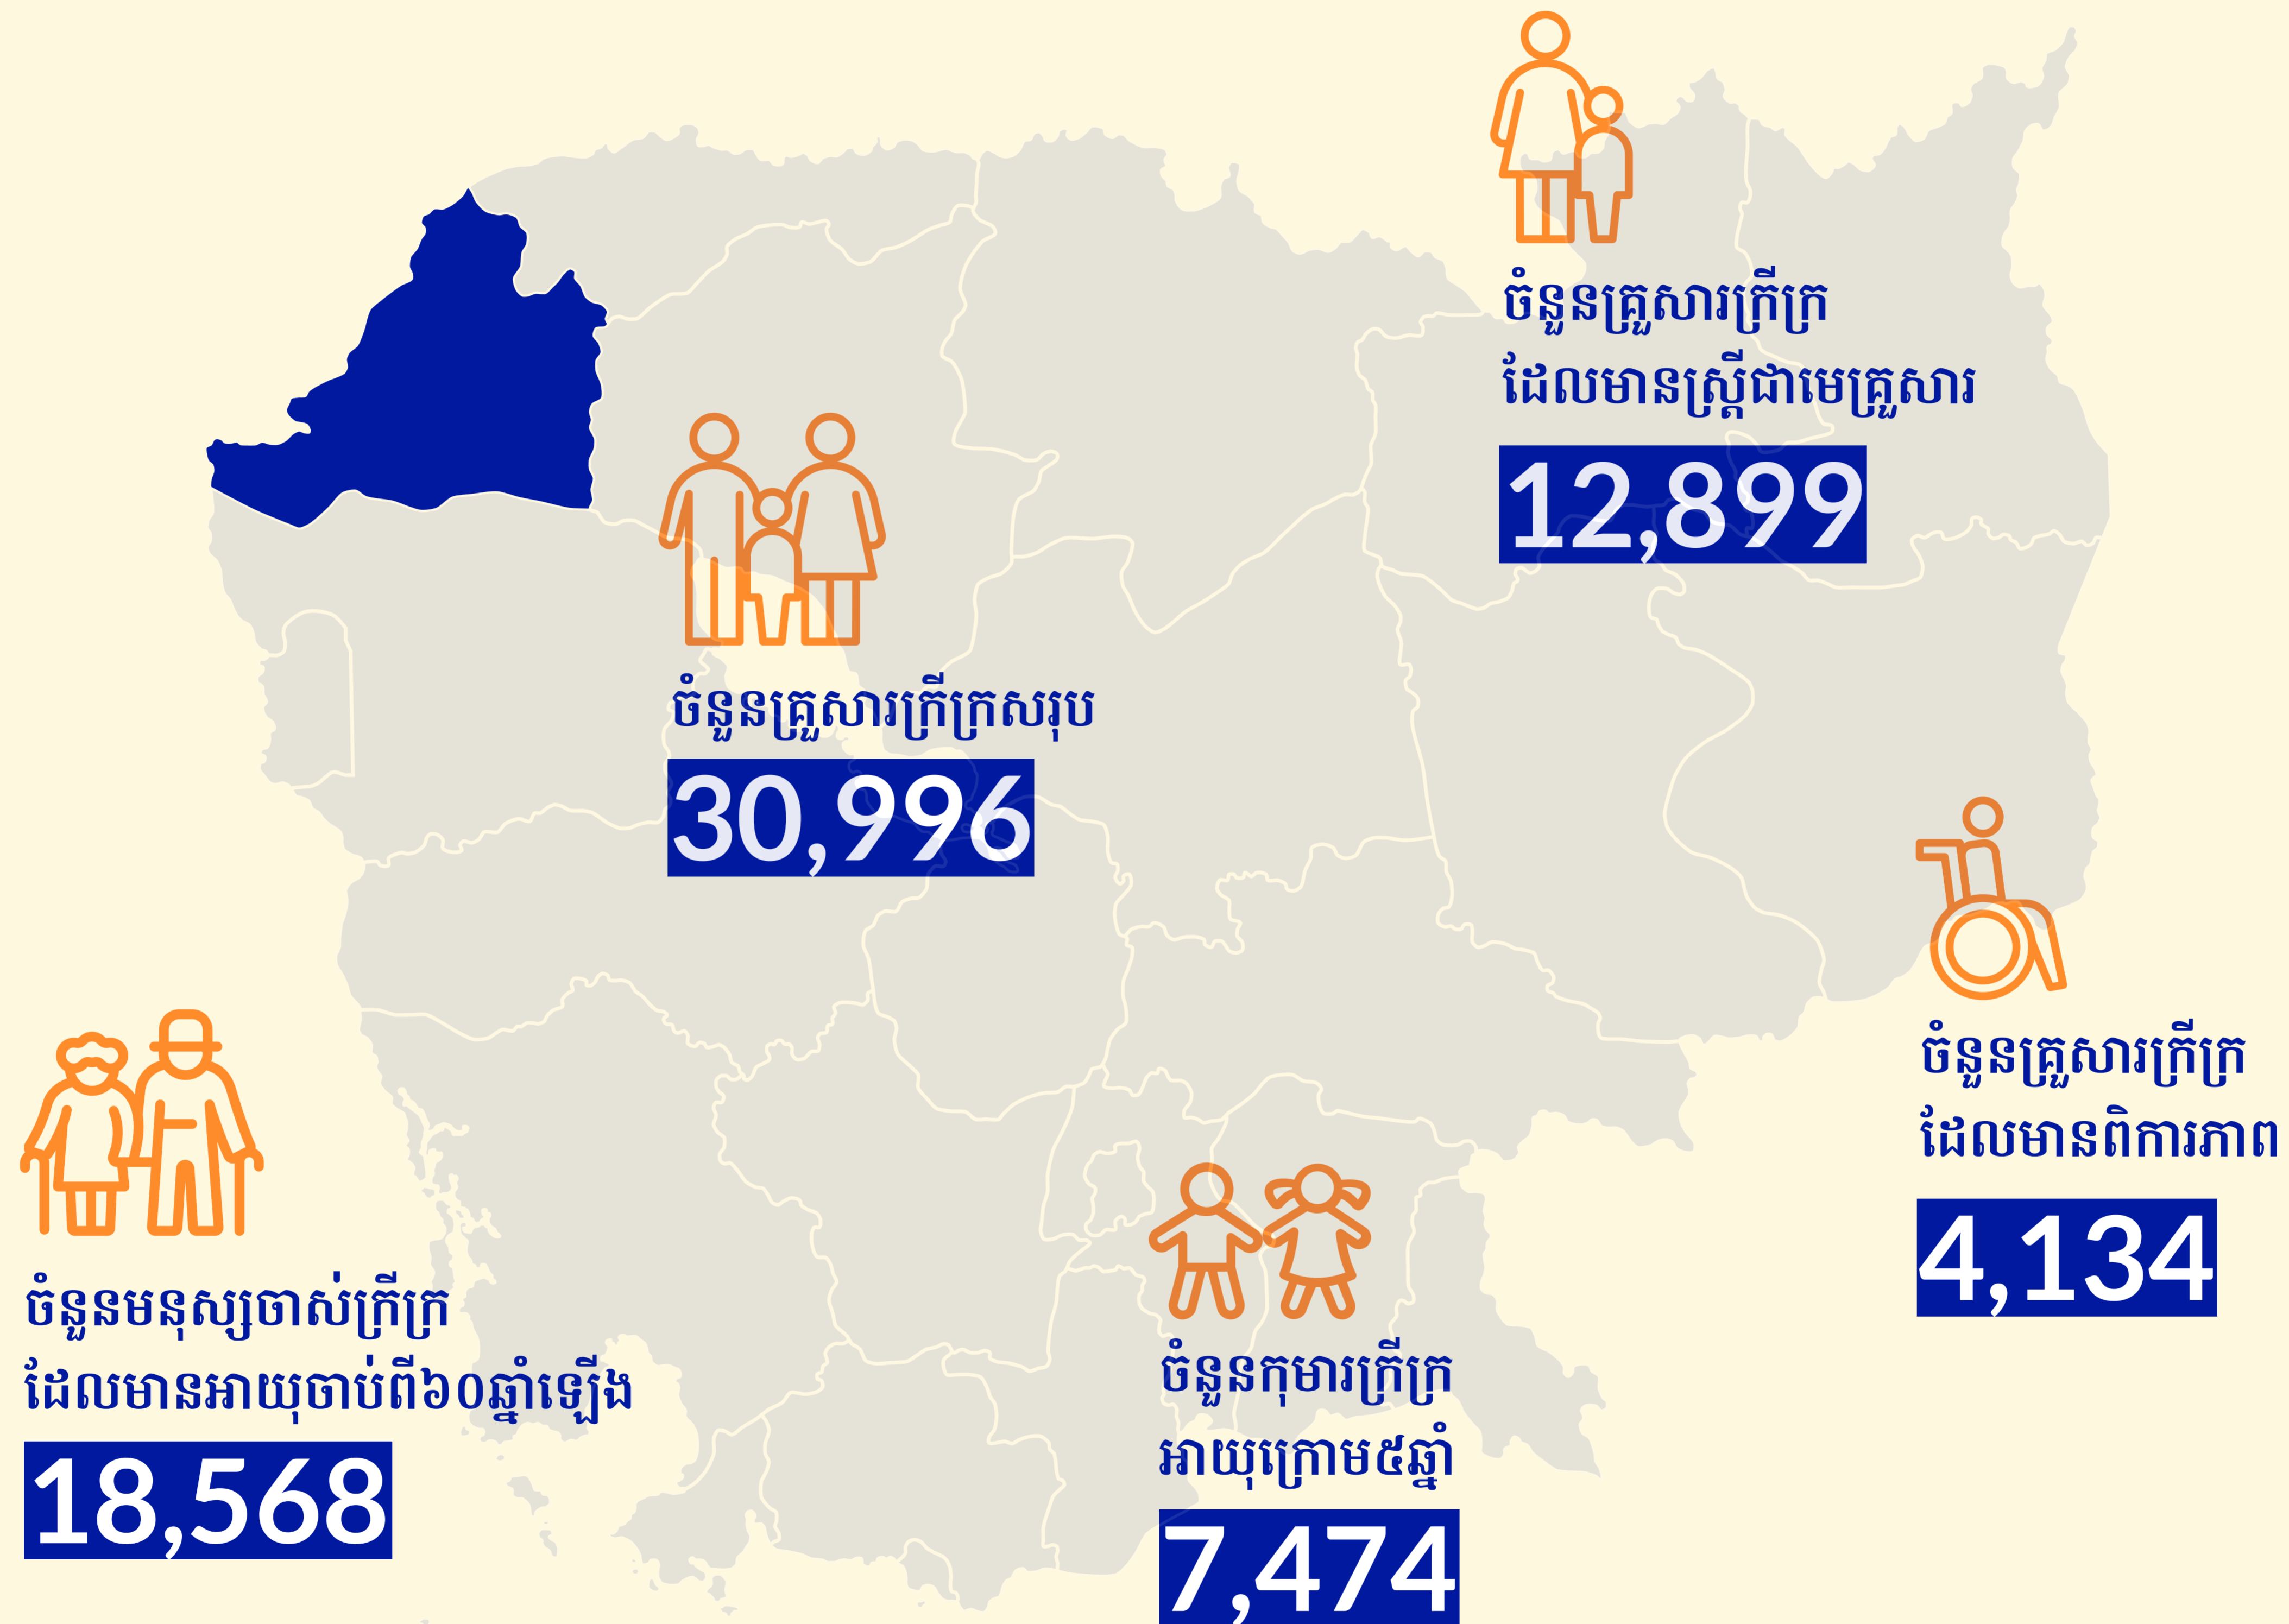 ចំនួនគ្រួសារក្រីក្រ
ដែលមានស្ត្រីជាមេគ្រួសារ
12,899
ចំនួនគ្រួសារក្រីក្រសរុប
30,996
ចំនួនគ្រួសារក្រីក្រ
ដែលមានពិការភាព
4,134
ចំនួនមនុស្សចាស់ក្រីក្រ
ដែលមានអាយុចាប់ពី៦០ឆ្នាំឡើង
18,568
ចំនួនកុមារក្រីក្រ
អាយុក្រោម៥ឆ្នាំ
7,474